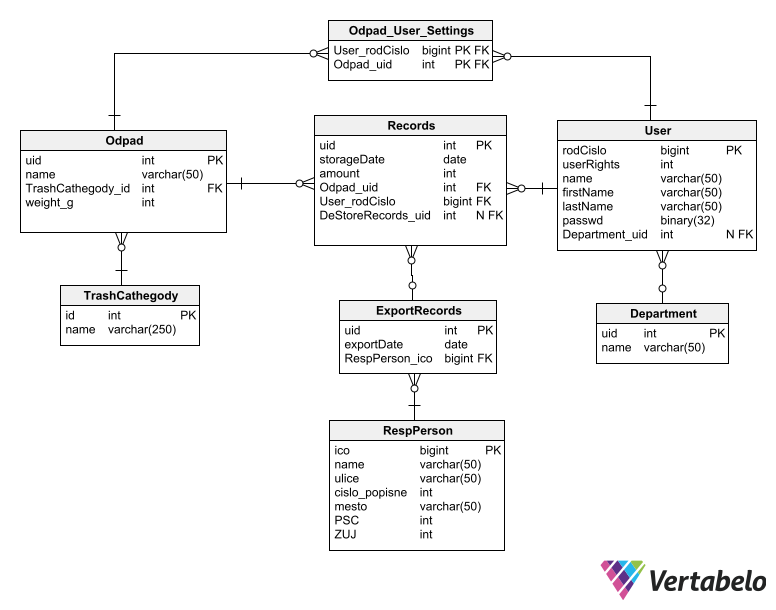 Odpad_User_Settings
User_rodCislo bigint PK FK
Odpad_uid int PK FK
Odpad
uid int PK
name varchar(50)
TrashCathegody_id int FK
weight_g int
Records
uid int PK
storageDate date
amount int
Odpad_uid int FK
User_rodCislo bigint FK
DeStoreRecords_uid int N FK
User
rodCislo bigint PK
userRights int
name varchar(50)
firstName varchar(50)
lastName varchar(50)
passwd binary(32)
Department_uid int N FK
TrashCathegody
id int PK
name varchar(250)
ExportRecords
uid int PK
exportDate date
RespPerson_ico bigint FK
Department
uid int PK
name varchar(50)
RespPerson
ico bigint PK
name varchar(50)
ulice varchar(50)
cislo_popisne int
mesto varchar(50)
PSC int
ZUJ int
Vertabelo